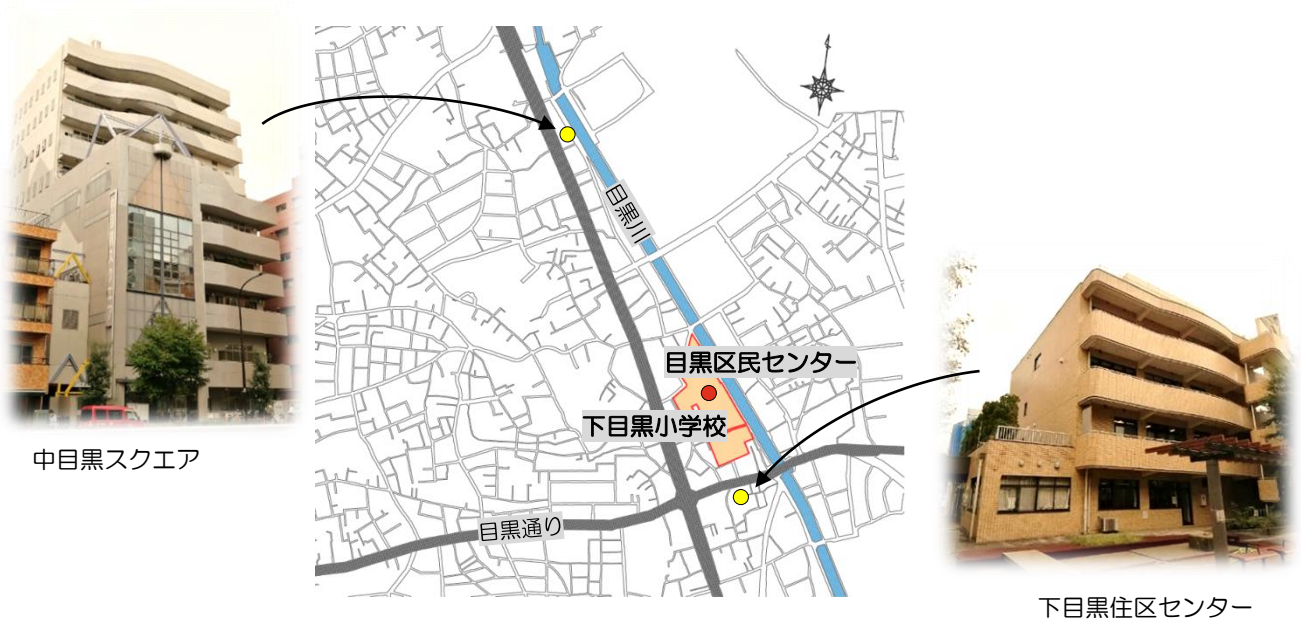 目黒川
目黒区民センター
下目黒小学校
中目黒スクエア
目黒通り
下目黒住区センター